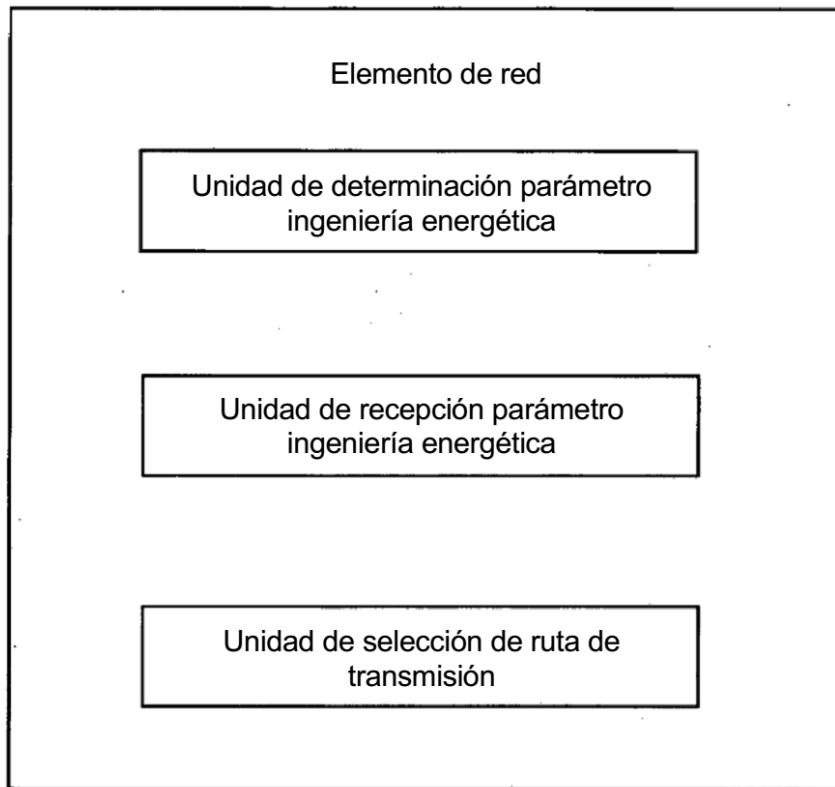 Elemento de red
Unidad de determinación parámetro
ingeniería energética
Unidad de recepción parámetro
ingeniería energética
Unidad de selección de ruta de
transmisión